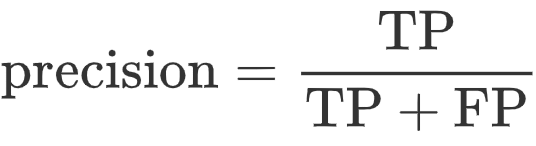 precision = TP / TP + FP